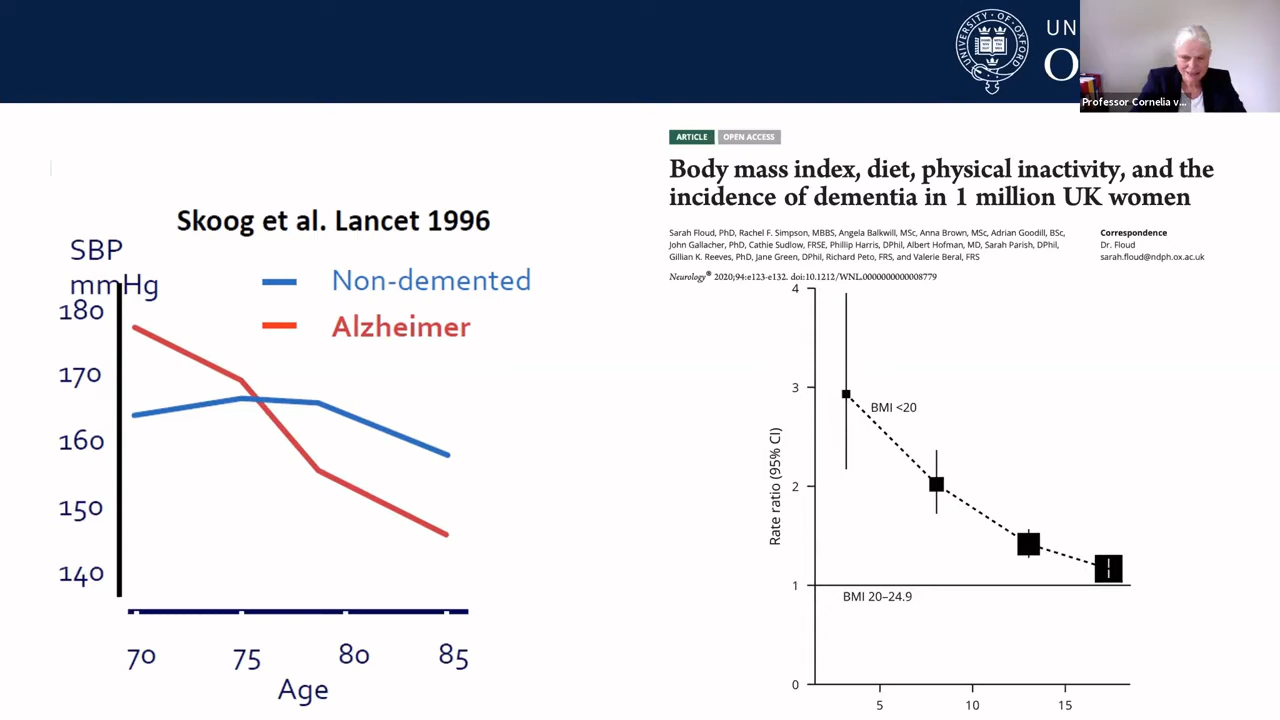 UNIVERSITY OF OXFORD
UN
O
Professor Cornelia v...
Skoog et al. Lancet 1996
SBP
mmHg
Non-demented
Alzheimer
180
170
160
150
140
70 75 80 85
Age
ARTICLE OPEN ACCESS
Body mass index, diet, physical inactivity, and the
incidence of dementia in 1 million UK women
Sarah Floud, PhD, Rachel F. Simpson, MBBS, Angela Balkwill, MSc, Anna Brown, MSc, Adrian Goodill, BSc,
John Gallacher, PhD, Cathie Sudlow, FRSE, Phillip Harris, DPhil, Albert Hofman, MD, Sarah Parish, DPhil,
Gillian K. Reeves, PhD, Jane Green, DPhil, Richard Peto, FRS, and Valerie Beral, FRS
Correspondence
Dr. Floud
sarah.floud@ndph.ox.ac.uk
Neurology® 2020;94:e123-e132. doi:10.1212/WNL.0000000000008779
Rate ratio (95% CI)
4
3
2
1
0
BMI <20
BMI 20–24.9
5 10 15